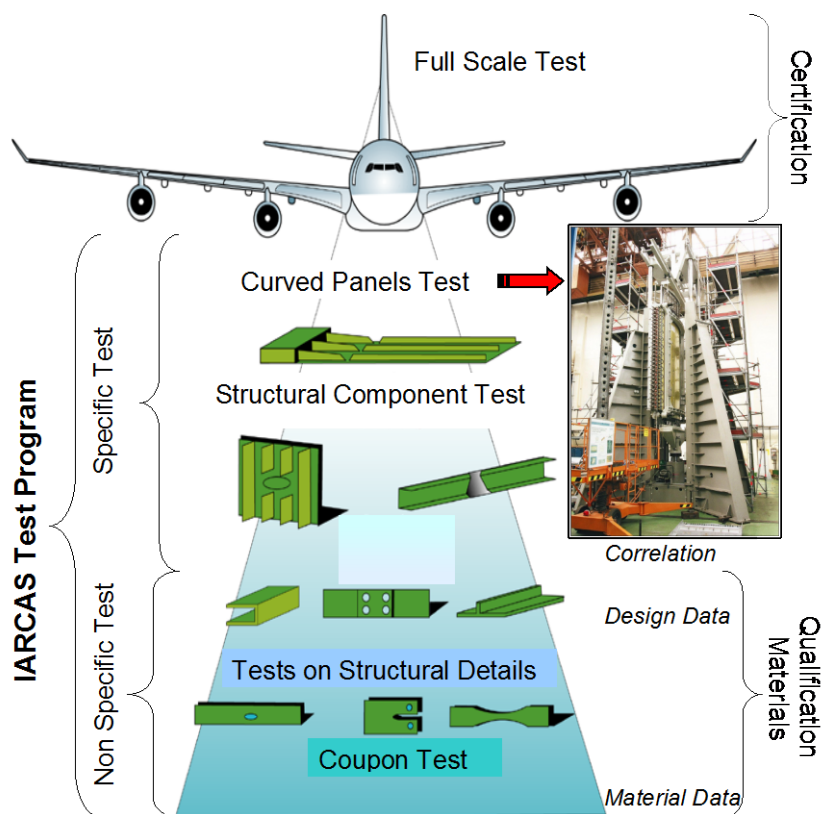 Full Scale Test
Certification
Curved Panels Test
Structural Component Test
Specific Test
IARCAS Test Program
Correlation
Design Data
Tests on Structural Details
Non Specific Test
Qualification
Materials
Coupon Test
Material Data